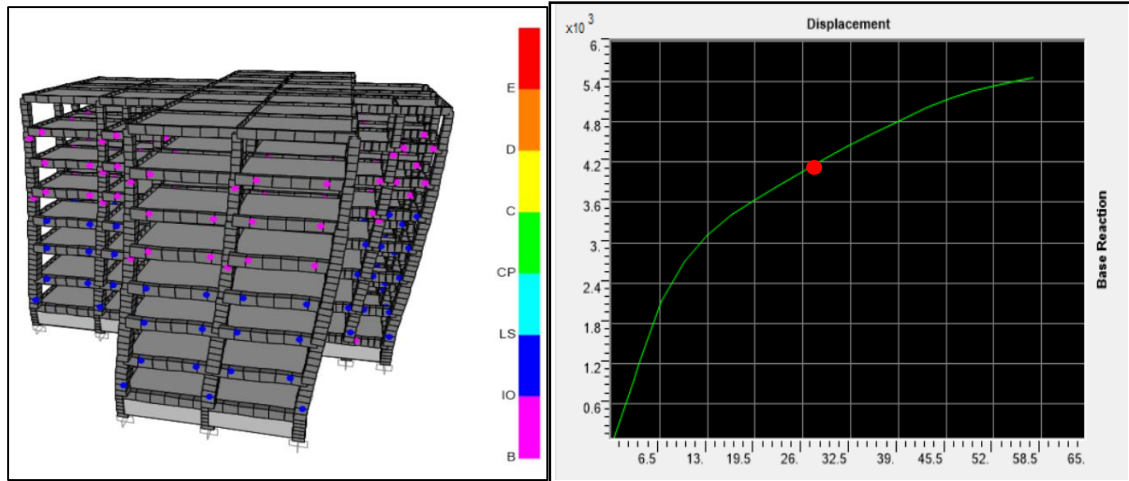 E
D
C
CP
LS
IO
B
Displacement
x10 3
6.
5.4
4.8
4.2
3.6
3.
2.4
1.8
1.2
0.6
6.5 13. 19.5 26. 32.5 39. 45.5 52. 58.5 65.
Base Reaction